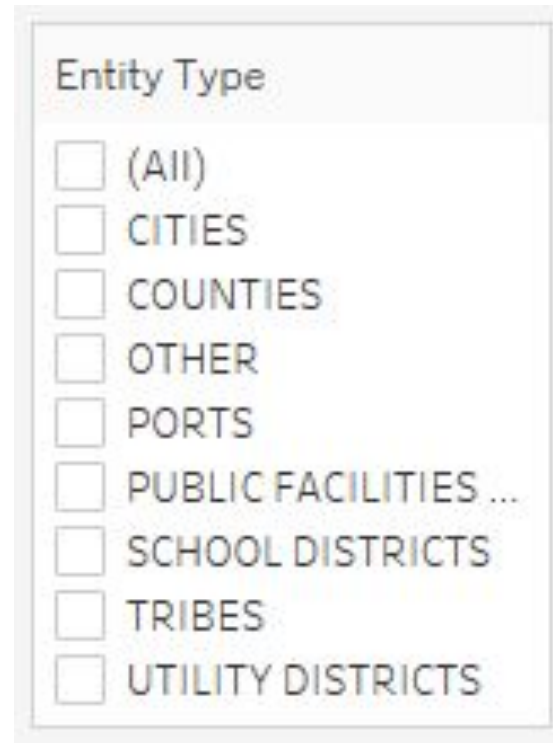 Entity Type
(All)
CITIES
COUNTIES
OTHER
PORTS
PUBLIC FACILITIES ...
SCHOOL DISTRICTS
TRIBES
UTILITY DISTRICTS